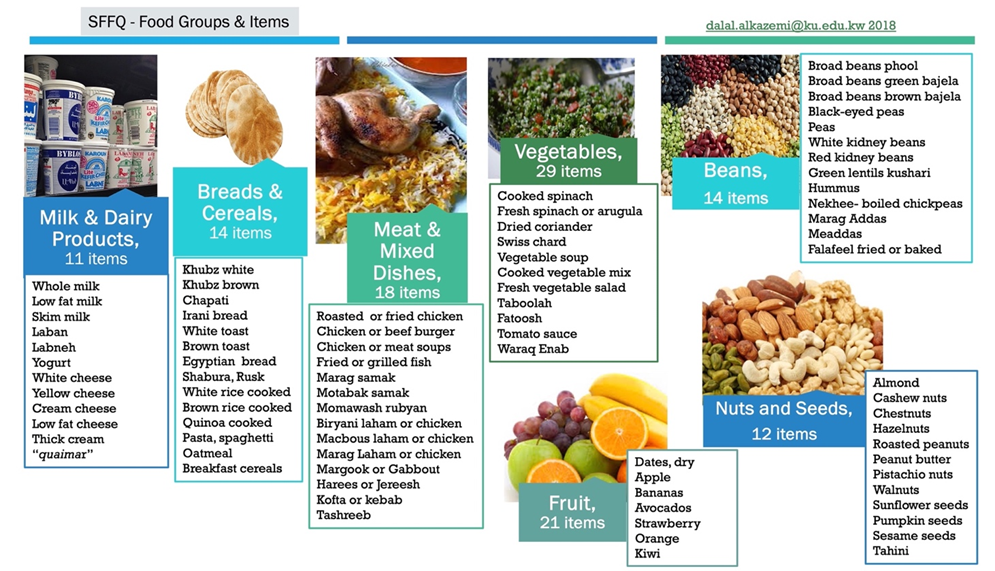 SFFQ - Food Groups & Items
dalal.alkazemi@ku.edu.kw 2018
BYBLOS
LABNE
Milk & Dairy
Products,
11 items
Whole milk
Low fat milk
Skim milk
Laban
Labneh
Yogurt
White cheese
Yellow cheese
Cream cheese
Low fat cheese
Thick cream
“quaimar”
Breads &
Cereals,
14 items
Khubz white
Khubz brown
Chapati
Irani bread
White toast
Brown toast
Egyptian bread
Shabura, Rusk
White rice cooked
Brown rice cooked
Quinoa cooked
Pasta, spaghetti
Oatmeal
Breakfast cereals
Meat &
Mixed
Dishes,
18 items
Roasted or fried chicken
Chicken or beef burger
Chicken or meat soups
Fried or grilled fish
Marag samak
Motabak samak
Momawash rubyan
Biryani laham or chicken
Macbous laham or chicken
Marag Laham or chicken
Margook or Gabbout
Harees or Jereesh
Kofta or kebab
Tashreeb
Vegetables,
29 items
Cooked spinach
Fresh spinach or arugula
Dried coriander
Swiss chard
Vegetable soup
Cooked vegetable mix
Fresh vegetable salad
Taboolah
Fatoosh
Tomato sauce
Waraq Enab
Fruit,
21 items
Dates, dry
Apple
Bananas
Avocados
Strawberry
Orange
Kiwi
Beans,
14 items
Broad beans phool
Broad beans green bajela
Broad beans brown bajela
Black-eyed peas
Peas
White kidney beans
Red kidney beans
Green lentils kushari
Hummus
Nekhee- boiled chickpeas
Marag Addas
Meaddas
Falafeel fried or baked
Nuts and Seeds,
12 items
Almond
Cashew nuts
Chestnuts
Hazelnuts
Roasted peanuts
Peanut butter
Pistachio nuts
Walnuts
Sunflower seeds
Pumpkin seeds
Sesame seeds
Tahini